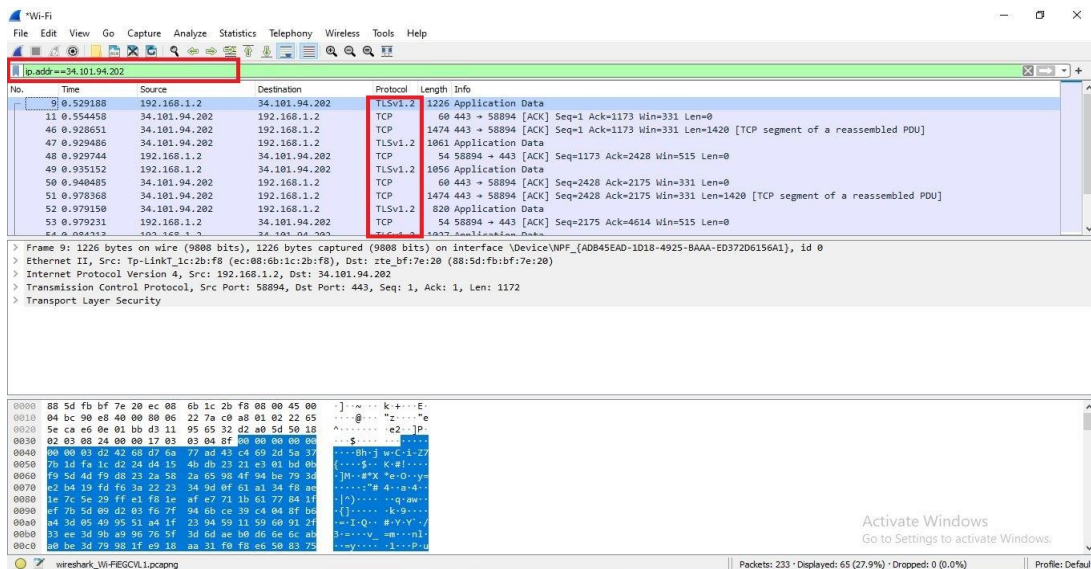 *Wi-Fi
File Edit View Go Capture Analyze Statistics Telephony Wireless Tools Help
ip.addr==34.101.94.202
No. Time Source Destination Protocol Length Info
9 0.529188 192.168.1.2 34.101.94.202 TLSv1.2 1226 Application Data
11 0.554458 34.101.94.202 192.168.1.2 TCP 60 443 → 58894 [ACK] Seq=1 Ack=1173 Win=331 Len=0
46 0.928651 34.101.94.202 192.168.1.2 TCP 1474 443 → 58894 [ACK] Seq=1 Ack=1173 Win=331 Len=1420 [TCP segment of a reassembled PDU]
47 0.929486 34.101.94.202 192.168.1.2 TLSv1.2 1061 Application Data
48 0.929744 192.168.1.2 34.101.94.202 TCP 54 58894 → 443 [ACK] Seq=1173 Ack=2428 Win=515 Len=0
49 0.935152 192.168.1.2 34.101.94.202 TLSv1.2 1056 Application Data
50 0.940485 34.101.94.202 192.168.1.2 TCP 60 443 → 58894 [ACK] Seq=2428 Ack=2175 Win=331 Len=0
51 0.978368 34.101.94.202 192.168.1.2 TCP 1474 443 → 58894 [ACK] Seq=2428 Ack=2175 Win=331 Len=1420 [TCP segment of a reassembled PDU]
52 0.979150 34.101.94.202 192.168.1.2 TLSv1.2 820 Application Data
53 0.979231 192.168.1.2 34.101.94.202 TCP 54 58894 → 443 [ACK] Seq=2175 Ack=4614 Win=515 Len=0
> Frame 9: 1226 bytes on wire (9808 bits), 1226 bytes captured (9808 bits) on interface \Device\NPF_{ADB45EAD-1D18-4925-BAAA-ED372D6156A1}, id 0
> Ethernet II, Src: Tp-LinkT_1c:2b:f8 (ec:08:6b:1c:2b:f8), Dst: zte_bf:7e:20 (88:5d:fb:bf:7e:20)
> Internet Protocol Version 4, Src: 192.168.1.2, Dst: 34.101.94.202
> Transmission Control Protocol, Src Port: 58894, Dst Port: 443, Seq: 1, Ack: 1, Len: 1172
> Transport Layer Security
0000 88 5d fb bf 7e 20 ec 08 6b 1c 2b f8 08 00 45 00 ·]··~ ·· k·+···E·
0010 04 bc 90 e8 40 00 80 06 22 7a c0 a8 01 02 22 65 ····@··· "z····"e
0020 5e ca e6 0e 01 bb d3 11 95 65 32 d2 a0 5d 50 18 ^······· ·e2··]P·
0030 02 03 08 24 00 00 17 03 03 04 8f 00 00 00 00 00 ···$···· ········
0040 00 00 03 d2 42 68 d7 6a 77 ad 43 c4 69 2d 5a 37 ····Bh·j w·C·i-Z7
0050 7b 1d fa 1c d2 24 d4 15 4b db 23 21 e3 01 bd 0b {····$·· K·#!····
0060 f9 5d 4d f9 d8 23 2a 58 2a 65 98 4f 94 be 79 3d ·]M··#*X *e·O··y=
0070 e2 b4 19 fd f6 3a 22 23 34 9d 0f 61 a1 34 f8 ae ·····:"# 4··a·4··
0080 1e 7c 5e 29 ff e1 f8 1e af e7 71 1b 61 77 84 1f ·|^)···· ··q·aw··
0090 ef 7b 5d 09 d2 03 f6 7f 94 6b ce 39 c4 04 8f b6 ·{]····· ·k·9····
00a0 a4 3d 05 49 95 51 a4 1f 23 94 59 11 59 60 91 2f ·=·I·Q·· #·Y·Y`·/
00b0 33 ee 3d 9b a9 96 76 5f 3d 6d ae b0 d6 6e 6c ab 3·=···v_ =m···nl·
00c0 a0 be 3d 79 98 1f e9 18 aa 31 f0 f8 e6 50 83 75 ··=y···· ·1···P·u
Activate Windows
Go to Settings to activate Windows.
wireshark_Wi-FiEGCVL1.pcapng Packets: 233 · Displayed: 65 (27.9%) · Dropped: 0 (0.0%) Profile: Defau